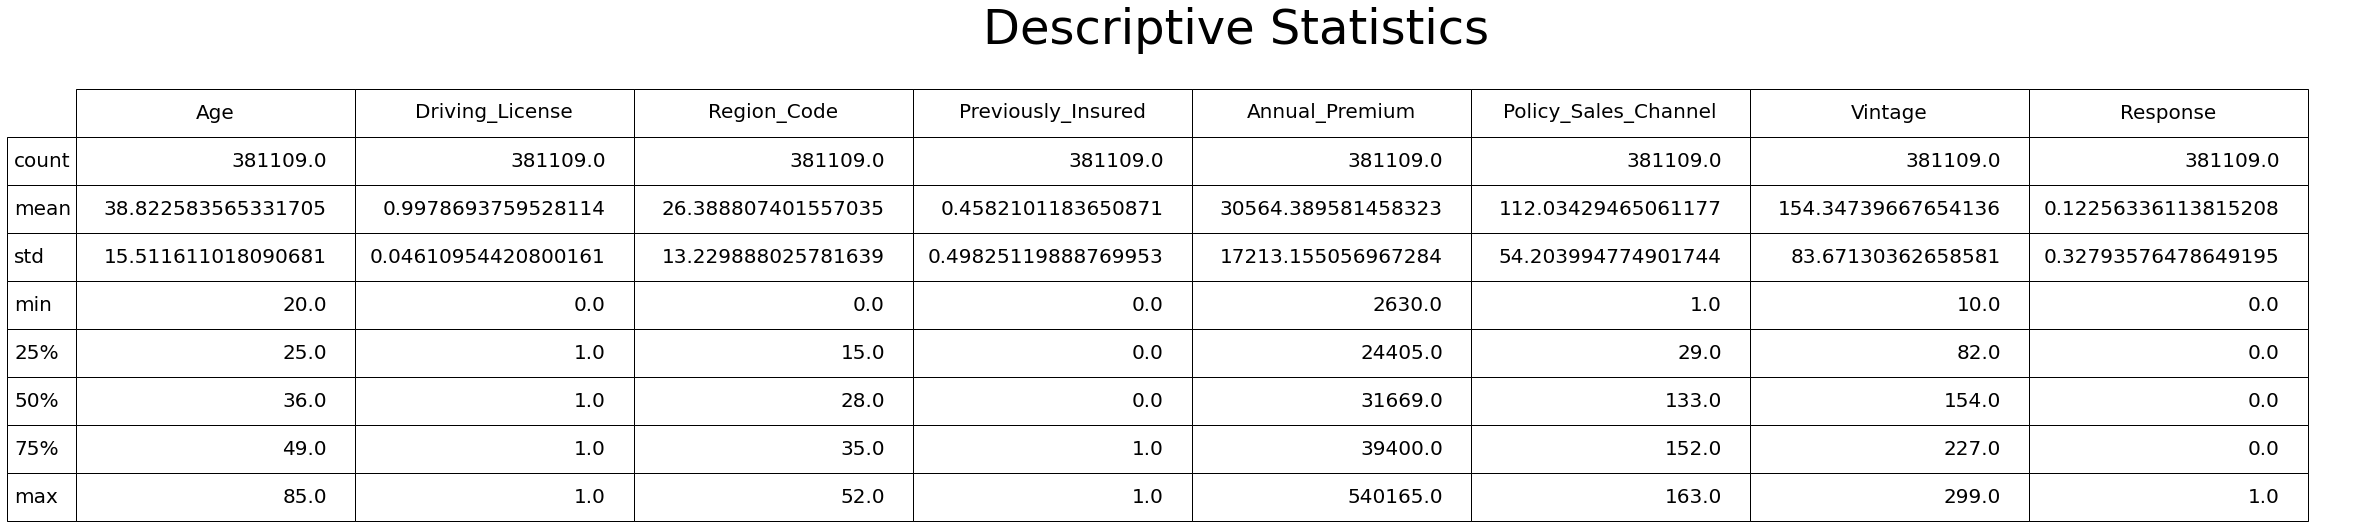 Descriptive Statistics
Age Driving_License Region_Code Previously_Insured Annual_Premium Policy_Sales_Channel Vintage Response
count 381109.0 381109.0 381109.0 381109.0 381109.0 381109.0 381109.0 381109.0
mean 38.822583565331705 0.9978693759528114 26.388807401557035 0.4582101183650871 30564.389581458323 112.03429465061177 154.34739667654136 0.12256336113815208
std 15.511611018090681 0.04610954420800161 13.229888025781639 0.49825119888769953 17213.155056967284 54.203994774901744 83.67130362658581 0.32793576478649195
min 20.0 0.0 0.0 0.0 2630.0 1.0 10.0 0.0
25% 25.0 1.0 15.0 0.0 24405.0 29.0 82.0 0.0
50% 36.0 1.0 28.0 0.0 31669.0 133.0 154.0 0.0
75% 49.0 1.0 35.0 1.0 39400.0 152.0 227.0 0.0
max 85.0 1.0 52.0 1.0 540165.0 163.0 299.0 1.0